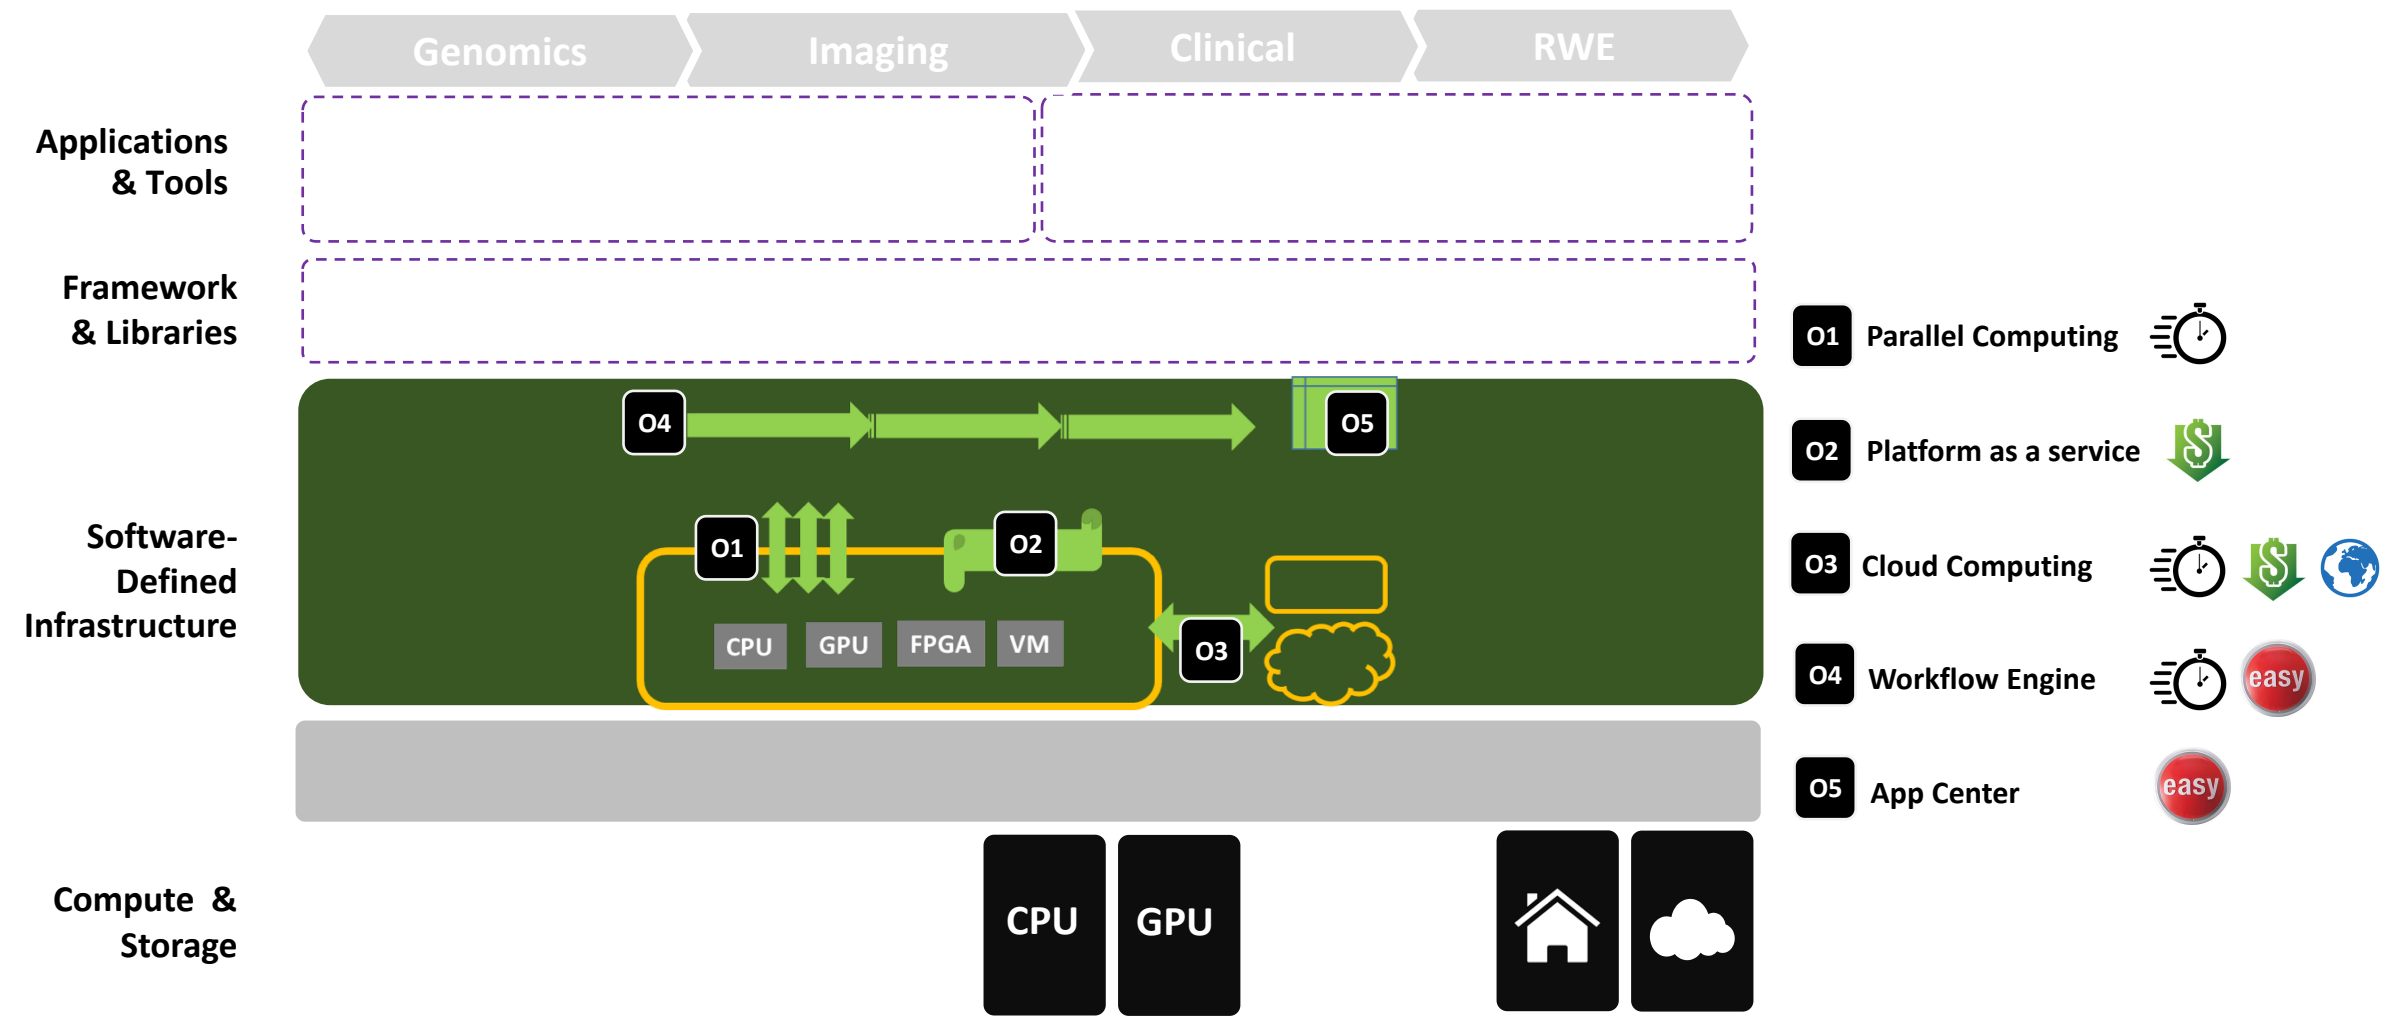 Genomics
Imaging
Clinical
RWE
Applications
& Tools
Framework
& Libraries
Software-
Defined
Infrastructure
Compute &
Storage
O4
O5
O1
O2
CPU
GPU
FPGA
VM
O3
CPU
GPU
O1 Parallel Computing
O2 Platform as a service
$
O3 Cloud Computing
$
O4 Workflow Engine
easy
O5 App Center
easy